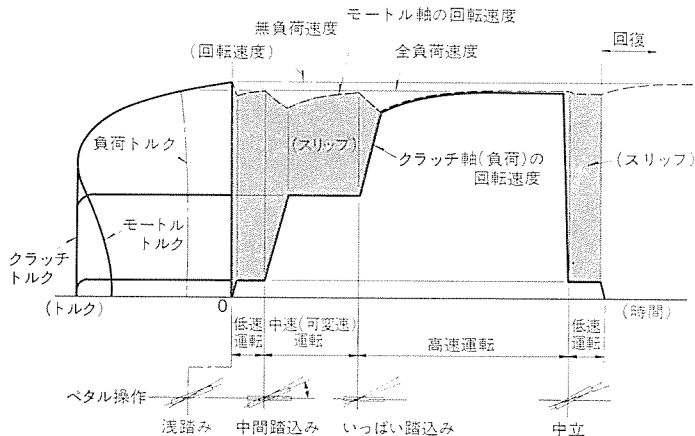 モートル軸の回転速度
無負荷速度
(回転速度)
全負荷速度
回復
負荷トルク
(スリップ)
クラッチ軸(負荷)の
回転速度
(スリップ)
モートル
トルク
クラッチ
トルク
(トルク)
0
(時間)
低速
運転
中速(可変速)
運転
高速運転
低速
運転
ペタル操作
浅踏み
中間踏込み
いっぱい踏込み
中立